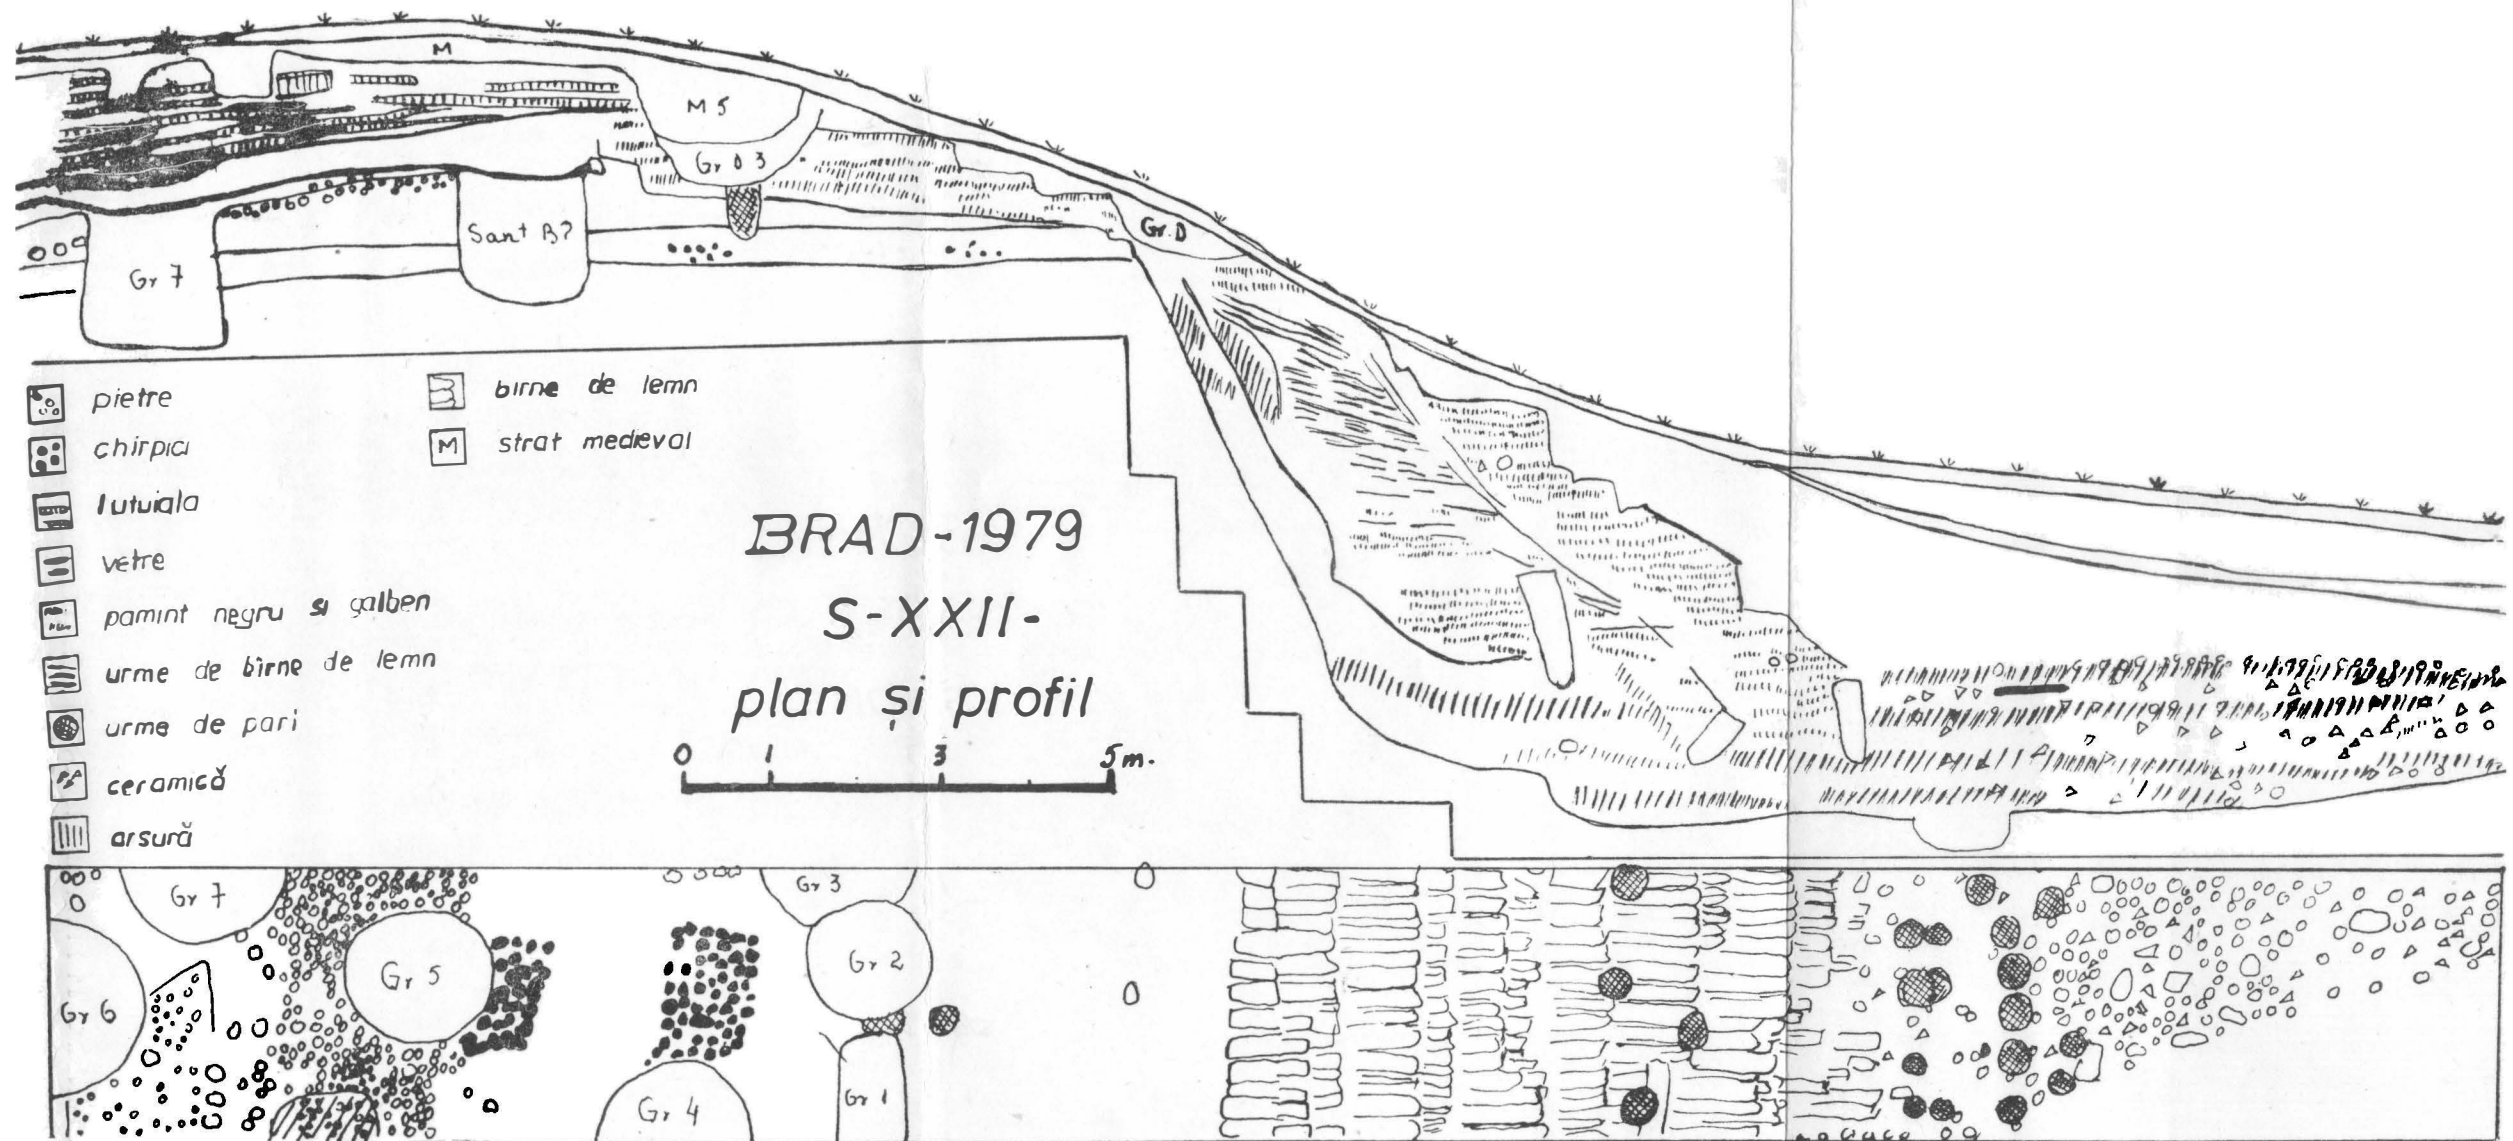 M
M 5
Gr D 3
Gr. D
Sant B?
Gr 7
pietre
chirpici
lutuiala
vetre
pamint negru si galben
urme de bîrne de lemn
urme de pari
ceramică
arsură
birne de lemn
M strat medieval
BRAD-1979
S-XXII-
plan și profil
0 1 3 5 m.
Gr 7
Gr 3
Gr 5
Gr 2
Gr 6
Gr 4
Gr 1